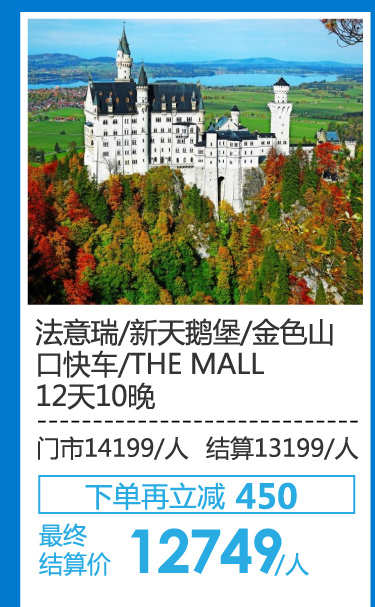 法意瑞/新天鹅堡/金色山
口快车/THE MALL
12天10晚
门市14199/人 结算13199/人
下单再立减 450
最终
结算价 12749/人